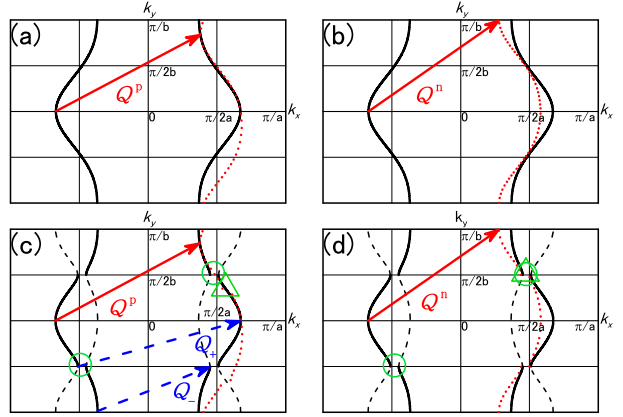 (a)
k_y
π/b
π/2b
Q^p
k_x
0
π/2a
π/a
(b)
k_y
π/b
π/2b
Q^n
k_x
0
π/2a
π/a
(c)
k_y
π/b
π/2b
Q^p
k_x
0
π/2a
π/a
Q_+
Q_-
(d)
k_y
π/b
π/2b
Q^n
k_x
0
π/2a
π/a